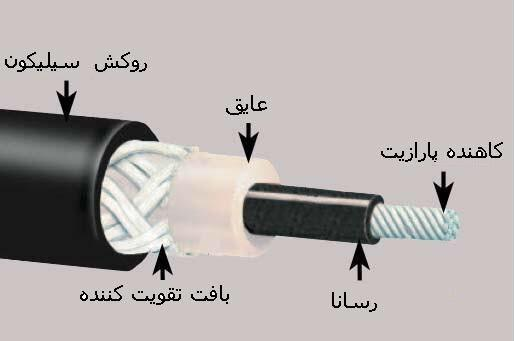 روکش سیلیکون
عایق
کاهنده پارازیت
بافت تقویت کننده
رسانا